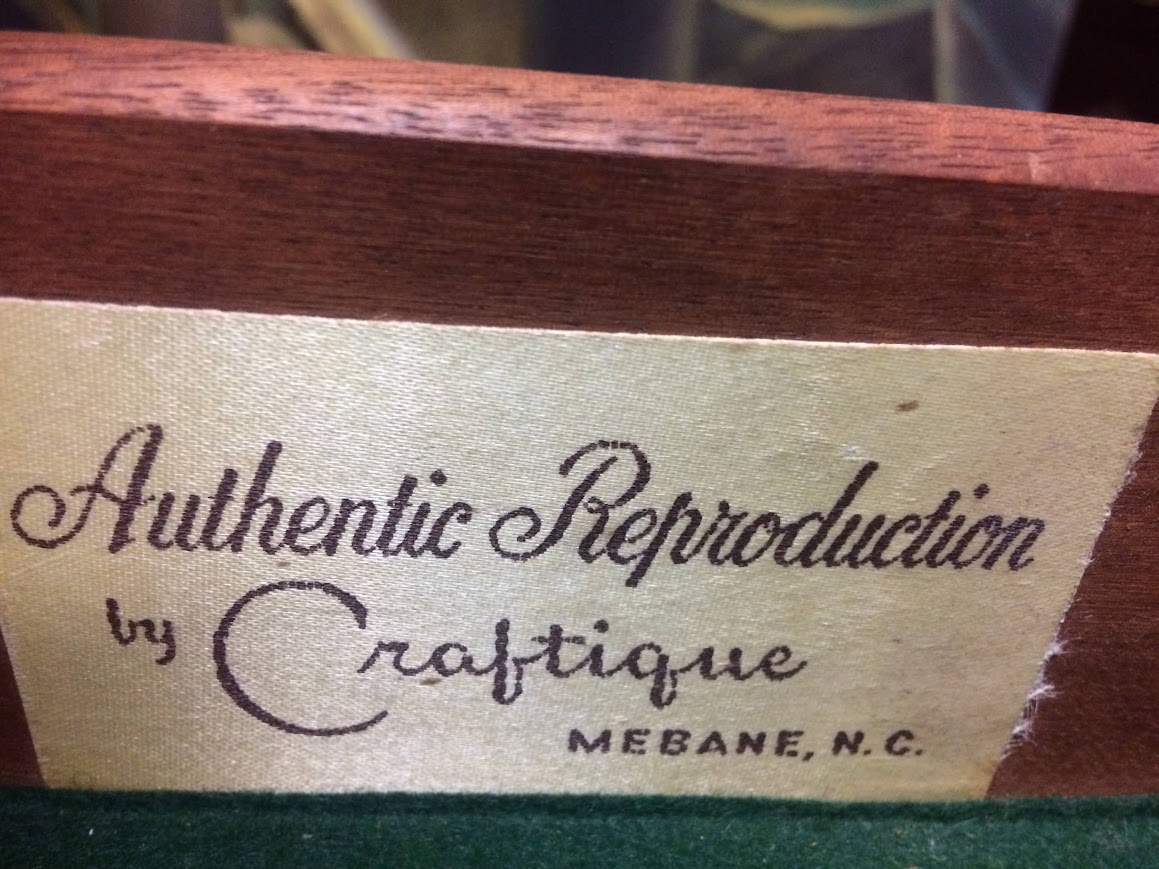 Authentic Reproduction
by Craftique
MEBANE, N.C.